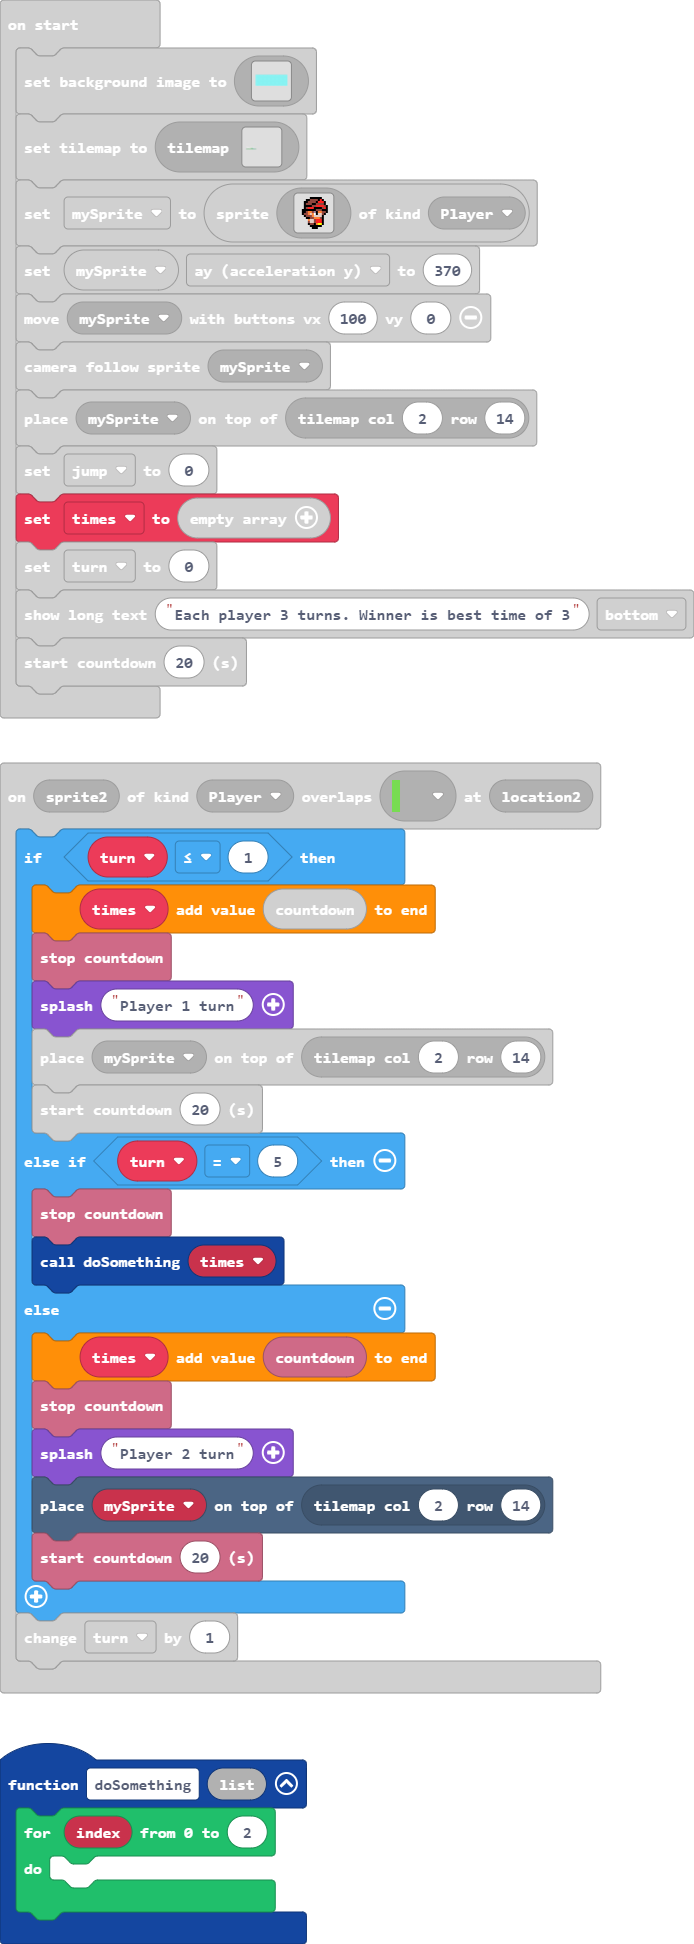 on start
set background image to
set tilemap to tilemap
set mySprite to sprite of kind Player
set mySprite ay (acceleration y) to 370
move mySprite with buttons vx 100 vy 0
camera follow sprite mySprite
place mySprite on top of tilemap col 2 row 14
set jump to 0
set times to empty array
set turn to 0
show long text "Each player 3 turns. Winner is best time of 3" bottom
start countdown 20 (s)
on sprite2 of kind Player overlaps at location2
if turn ≤ 1 then
times add value countdown to end
stop countdown
splash "Player 1 turn"
place mySprite on top of tilemap col 2 row 14
start countdown 20 (s)
else if turn = 5 then
stop countdown
call doSomething times
else
times add value countdown to end
stop countdown
splash "Player 2 turn"
place mySprite on top of tilemap col 2 row 14
start countdown 20 (s)
change turn by 1
function doSomething list
for index from 0 to 2
do